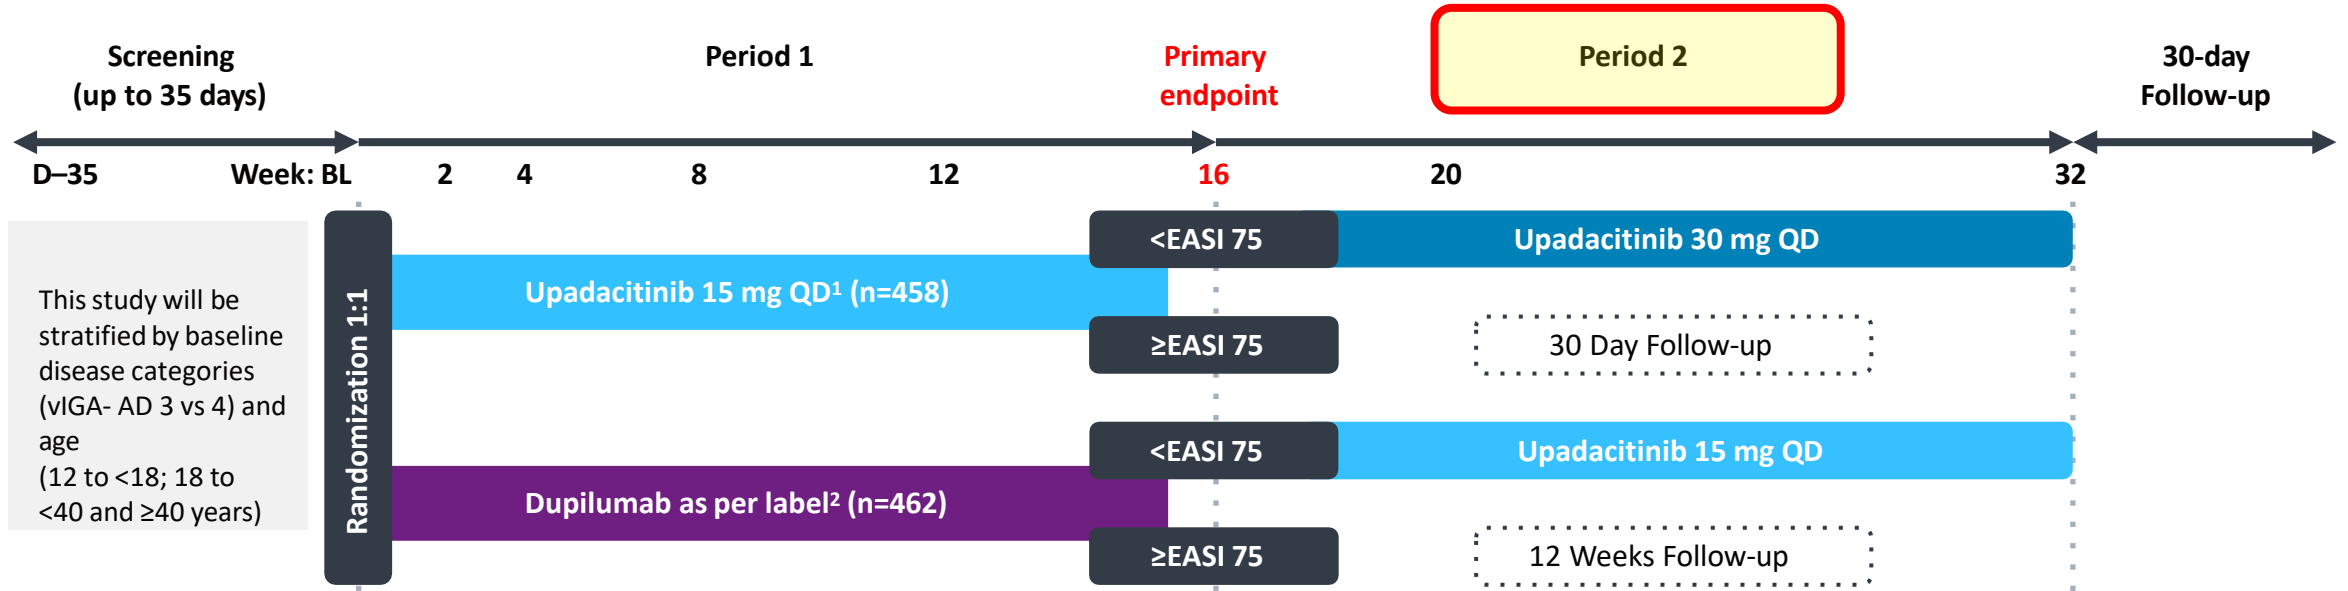 Screening
(up to 35 days)
Period 1
Primary
endpoint
Period 2
30-day
Follow-up
D–35
Week: BL
2
4
8
12
16
20
32
This study will be
stratified by baseline
disease categories
(vIGA- AD 3 vs 4) and
age
(12 to <18; 18 to
<40 and ≥40 years)
Randomization 1:1
Upadacitinib 15 mg QD¹ (n=458)
<EASI 75
Upadacitinib 30 mg QD
≥EASI 75
30 Day Follow-up
Dupilumab as per label² (n=462)
<EASI 75
Upadacitinib 15 mg QD
≥EASI 75
12 Weeks Follow-up